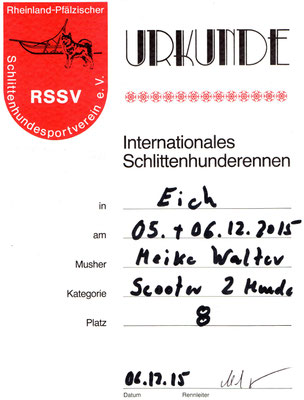 Rheinland-Pfälzischer
Schlittenhundesportverein e. V.
RSSV
URKUNDE
Internationales
Schlittenhunderennen
in Eich
am 05. + 06.12.2015
Musher Meike Walter
Kategorie Scooter 2 Hunde
Platz 8
06.12.15
Datum Rennleiter